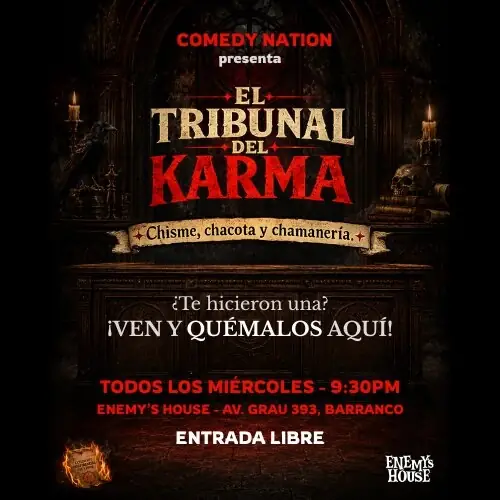 COMEDY NATION
presenta
EL
TRIBUNAL
DEL
KARMA
Chisme, chacota y chamanería.
¿Te hicieron una?
¡VEN Y QUÉMALOS AQUÍ!
TODOS LOS MIÉRCOLES - 9:30PM
ENEMY'S HOUSE - AV. GRAU 393, BARRANCO
ENTRADA LIBRE
ENEMYs
HOUSE